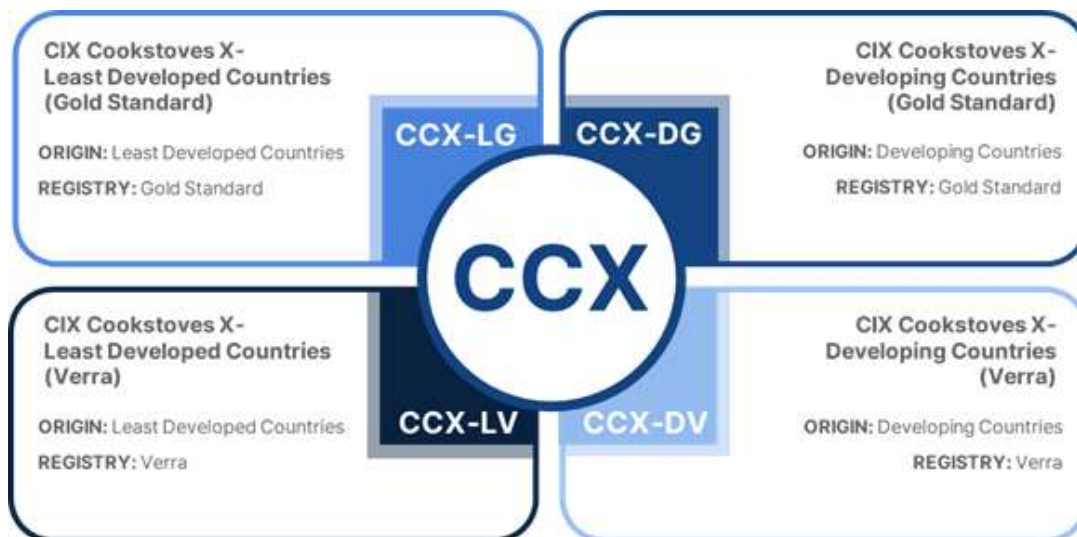 CIX Cookstoves X-
Least Developed Countries
(Gold Standard)
ORIGIN: Least Developed Countries
REGISTRY: Gold Standard
CCX-LG
CCX-DG
CIX Cookstoves X-
Developing Countries
(Gold Standard)
ORIGIN: Developing Countries
REGISTRY: Gold Standard
CCX
CIX Cookstoves X-
Least Developed Countries
(Verra)
ORIGIN: Least Developed Countries
REGISTRY: Verra
CCX-LV
CCX-DV
CIX Cookstoves X-
Developing Countries
(Verra)
ORIGIN: Developing Countries
REGISTRY: Verra